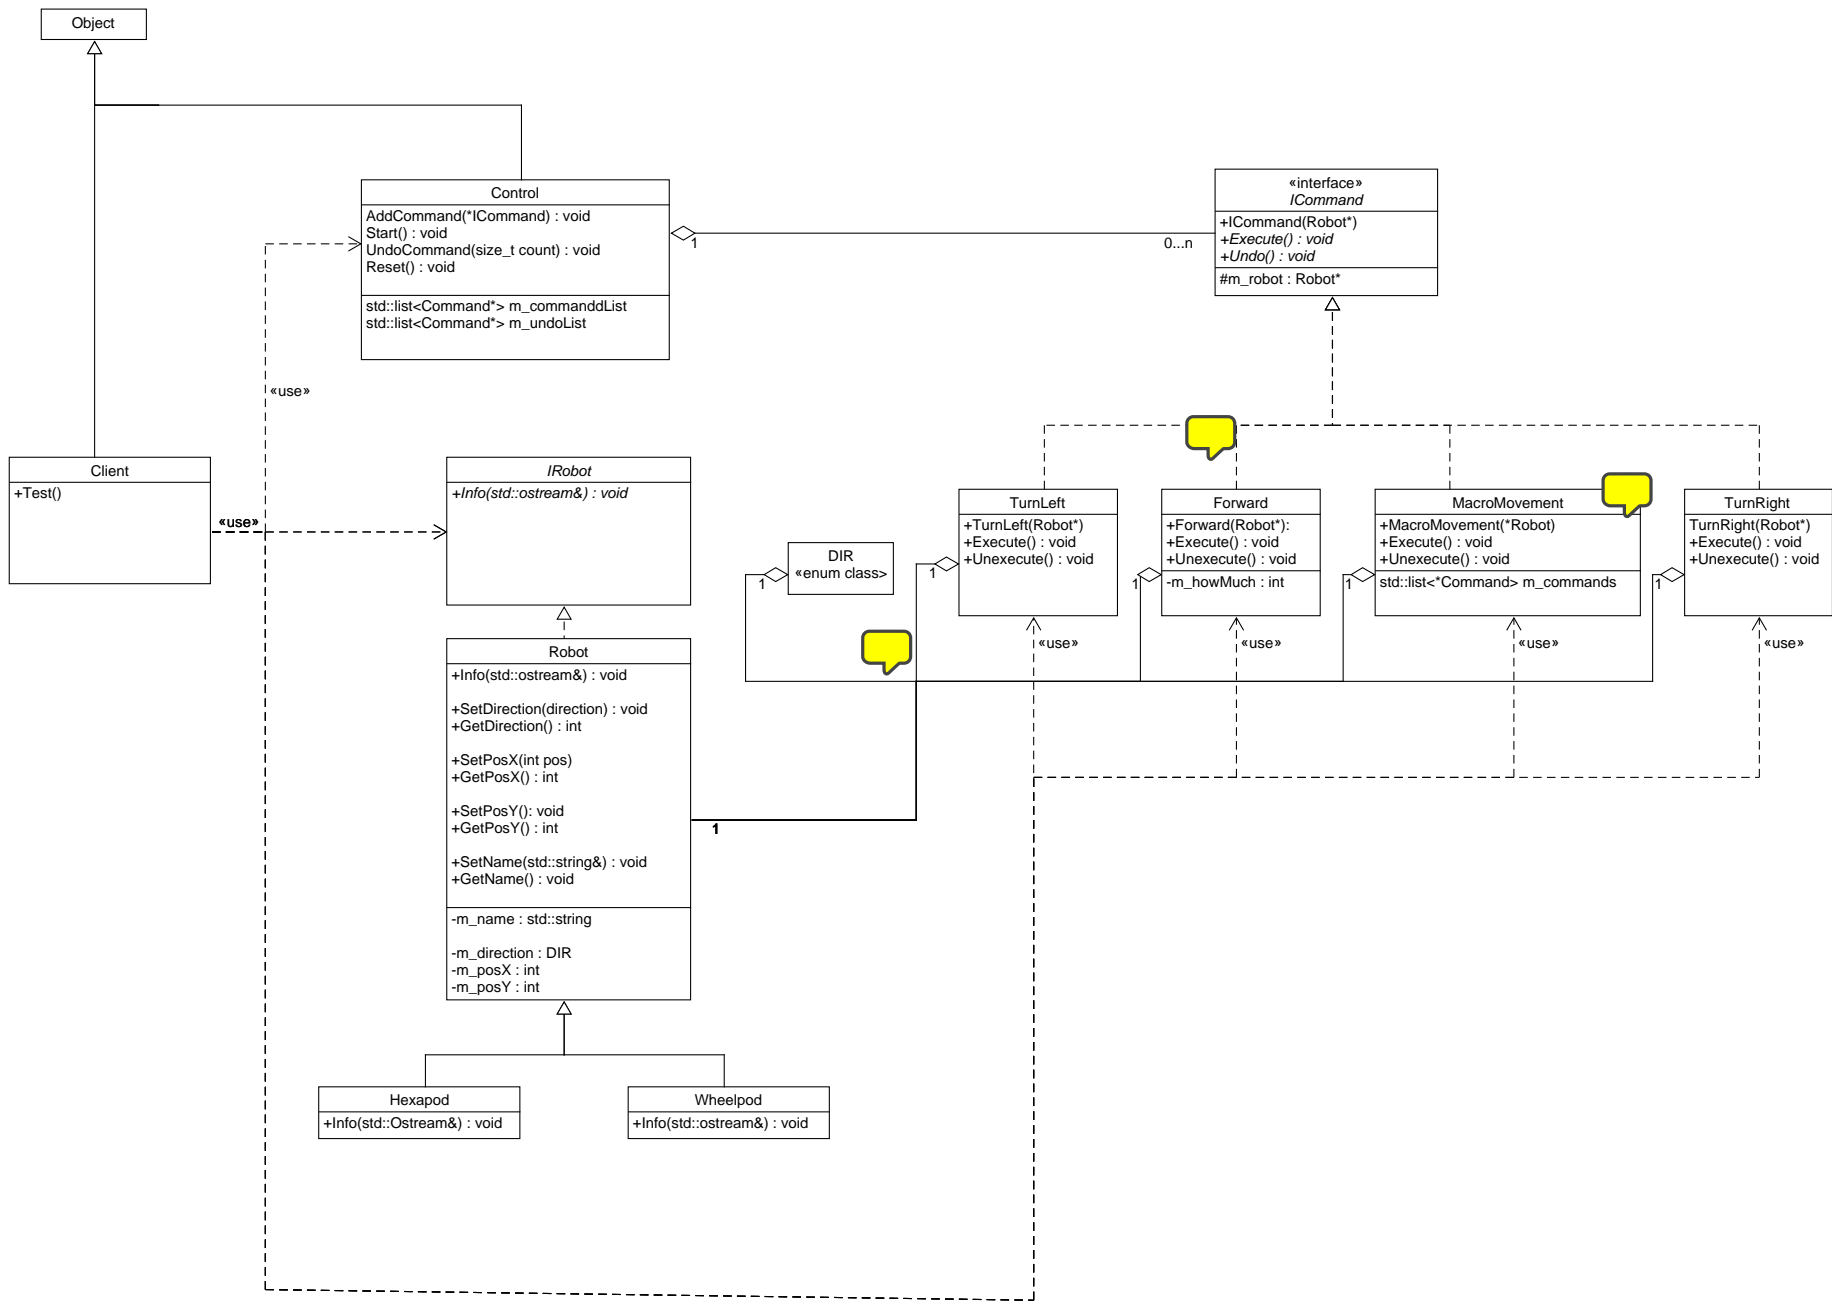 Object
Control
AddCommand(*ICommand) : void
Start() : void
UndoCommand(size_t count) : void
Reset() : void
std::list<Command*> m_commanddList
std::list<Command*> m_undoList
1
0...n
«interface»
ICommand
+ICommand(Robot*)
+Execute() : void
+Undo() : void
#m_robot : Robot*
«use»
Client
+Test()
«use»
IRobot
+Info(std::ostream&) : void
DIR
«enum class>
1
TurnLeft
+TurnLeft(Robot*)
+Execute() : void
+Unexecute() : void
1
Forward
+Forward(Robot*):
+Execute() : void
+Unexecute() : void
-m_howMuch : int
1
MacroMovement
+MacroMovement(*Robot)
+Execute() : void
+Unexecute() : void
std::list<*Command> m_commands
1
TurnRight
TurnRight(Robot*)
+Execute() : void
+Unexecute() : void
1
«use»
«use»
«use»
«use»
Robot
+Info(std::ostream&) : void
+SetDirection(direction) : void
+GetDirection() : int
+SetPosX(int pos)
+GetPosX() : int
+SetPosY(): void
+GetPosY() : int
+SetName(std::string&) : void
+GetName() : void
-m_name : std::string
-m_direction : DIR
-m_posX : int
-m_posY : int
1
Hexapod
+Info(std::Ostream&) : void
Wheelpod
+Info(std::ostream&) : void